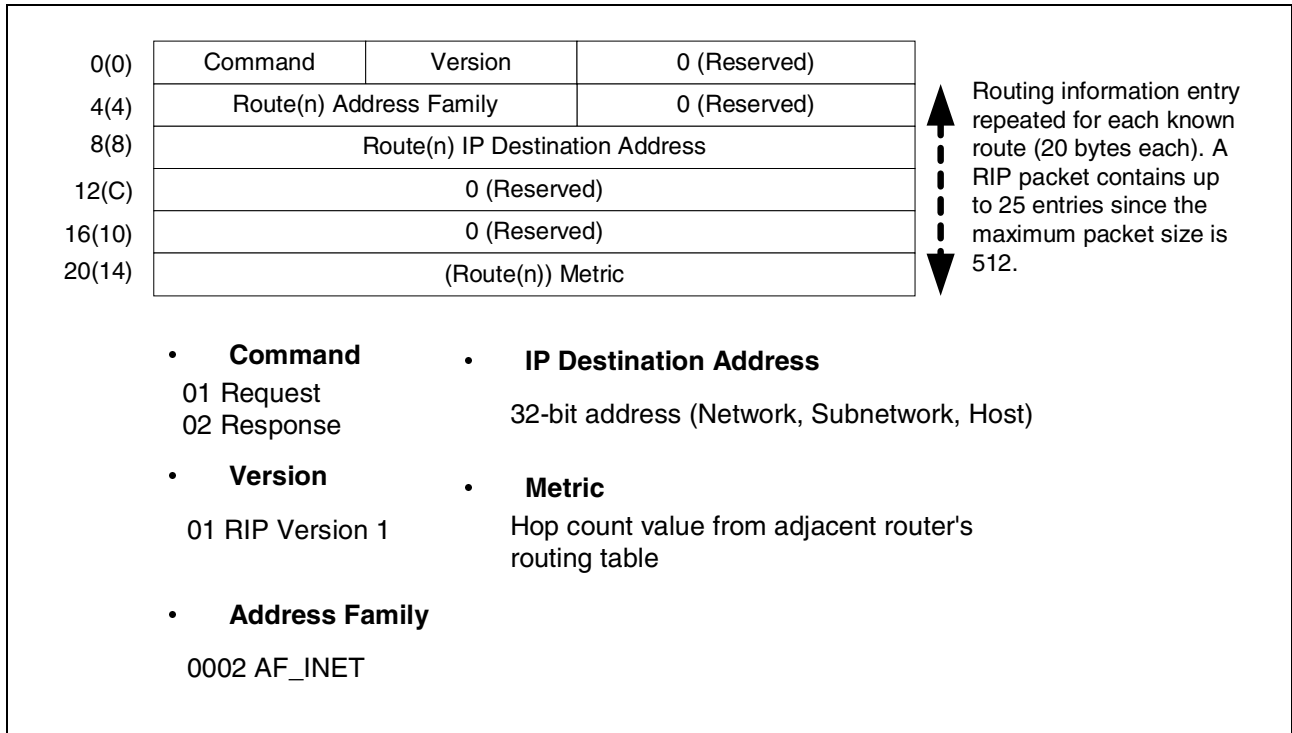 0(0) Command Version 0 (Reserved)
4(4) Route(n) Address Family 0 (Reserved)
8(8) Route(n) IP Destination Address
12(C) 0 (Reserved)
16(10) 0 (Reserved)
20(14) (Route(n)) Metric
Routing information entry
repeated for each known
route (20 bytes each). A
RIP packet contains up
to 25 entries since the
maximum packet size is
512.
• Command
01 Request
02 Response
• Version
01 RIP Version 1
• Address Family
0002 AF_INET
• IP Destination Address
32-bit address (Network, Subnetwork, Host)
• Metric
Hop count value from adjacent router's
routing table